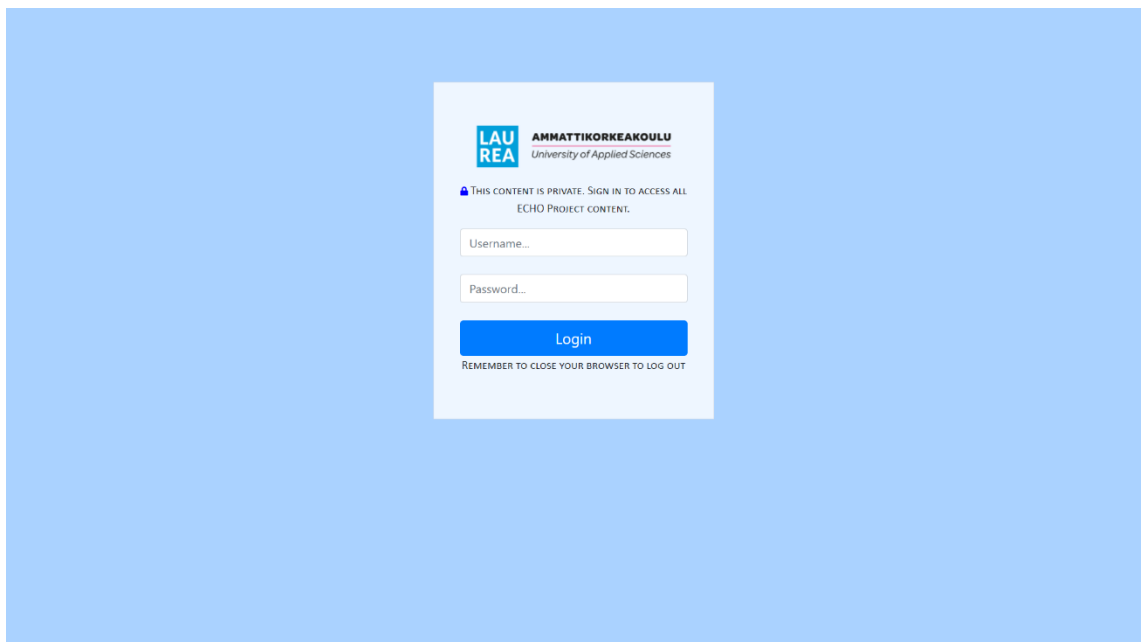 LAU
REA
AMMATTIKORKEAKOULU
University of Applied Sciences
This content is private. Sign in to access all
ECHO Project content.
Username...
Password...
Login
Remember to close your browser to log out